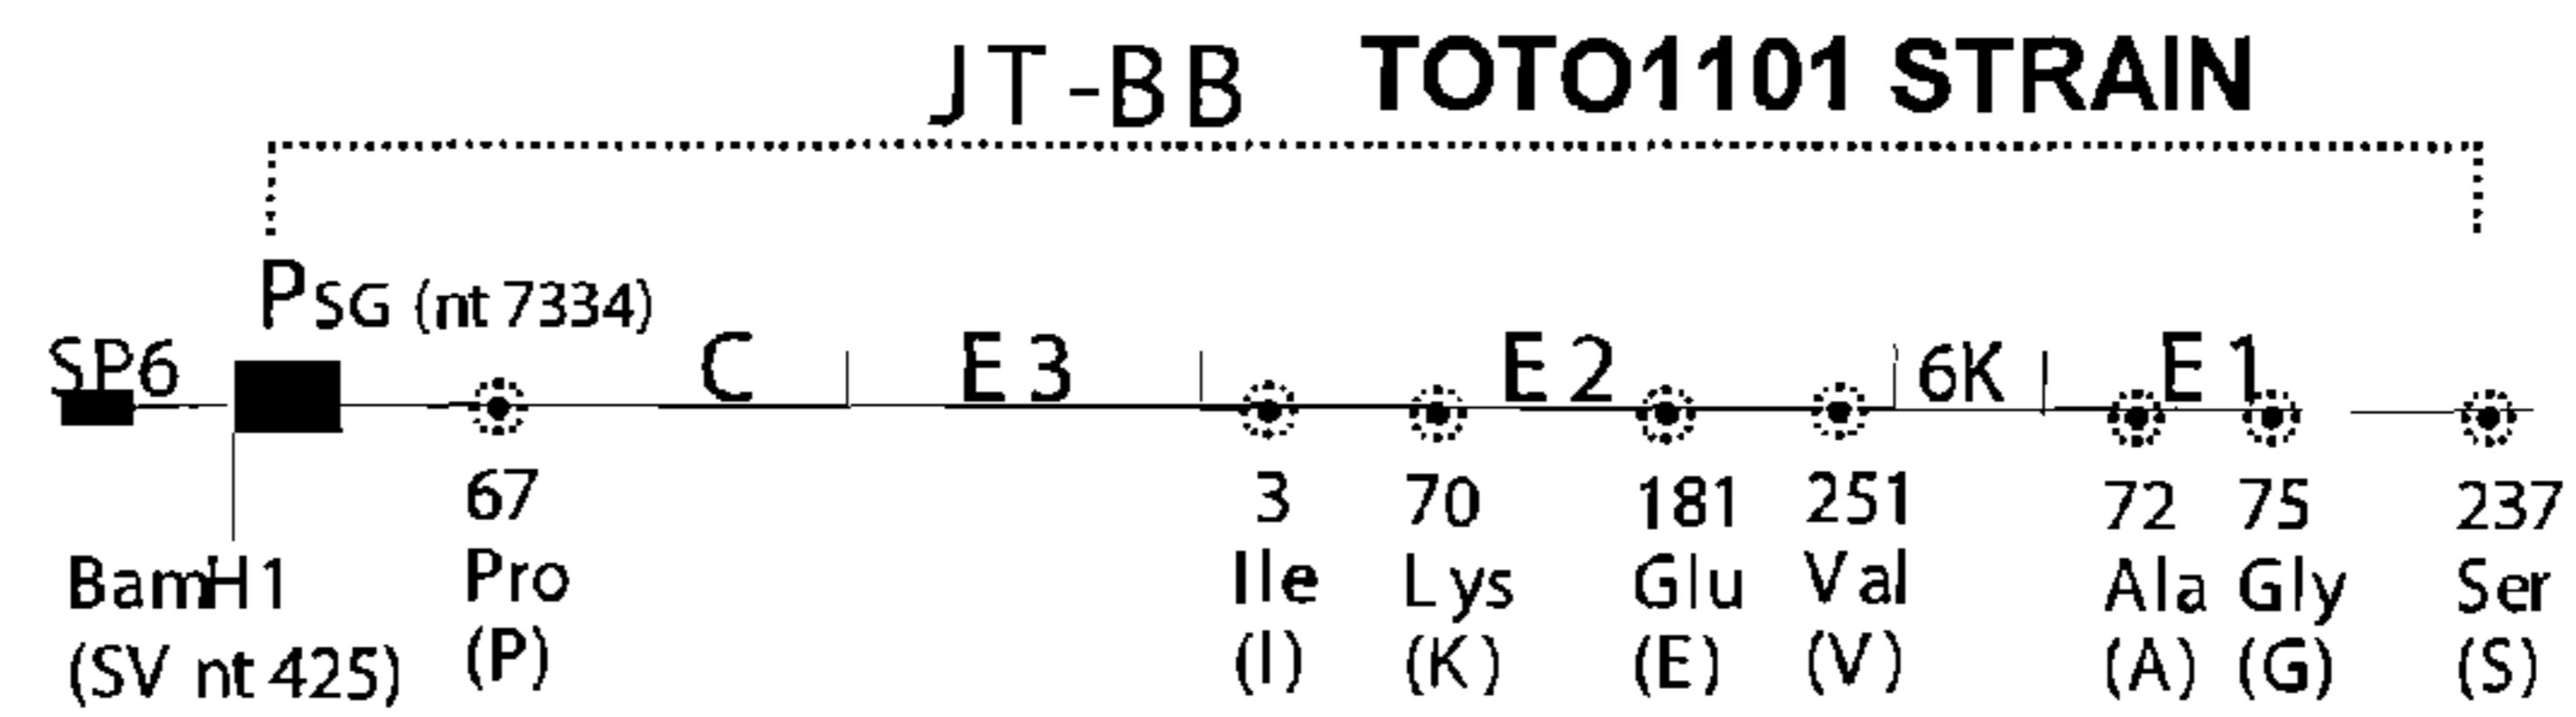 JT-BB TOTO1101 STRAIN
PSG (nt 7334)
SP6 C E3 E2 6K E1
67 3 70 181 251 72 75 237
BamH1 Pro Ile Lys Glu Val Ala Gly Ser
(SV nt 425) (P) (I) (K) (E) (V) (A) (G) (S)